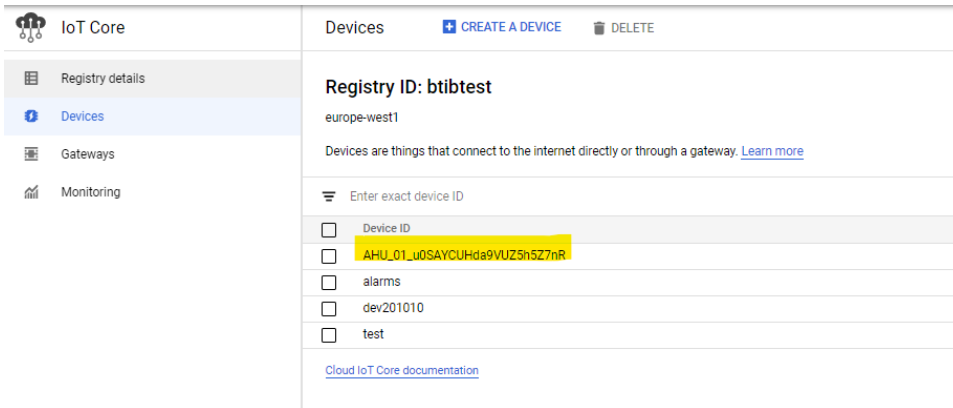 IoT Core
Devices
CREATE A DEVICE
DELETE
Registry details
Devices
Gateways
Monitoring
Registry ID: btibtest
europe-west1
Devices are things that connect to the internet directly or through a gateway. Learn more
Enter exact device ID
Device ID
AHU_01_u0SAYCUHda9VUZ5h5Z7nR
alarms
dev201010
test
Cloud IoT Core documentation